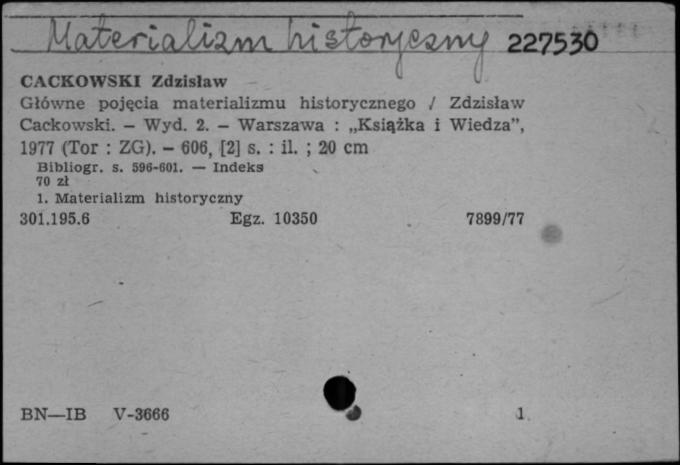 Materializm historyczny 227530
CACKOWSKI Zdzisław
Główne pojęcia materializmu historycznego / Zdzisław
Cackowski. – Wyd. 2. – Warszawa : „Książka i Wiedza”,
1977 (Tor : ZG). – 606, [2] s. : il. ; 20 cm
Bibliogr. s. 596-601. — Indeks
70 zł
1. Materializm historyczny
301.195.6 Egz. 10350 7899/77
BN—IB V-3666 1